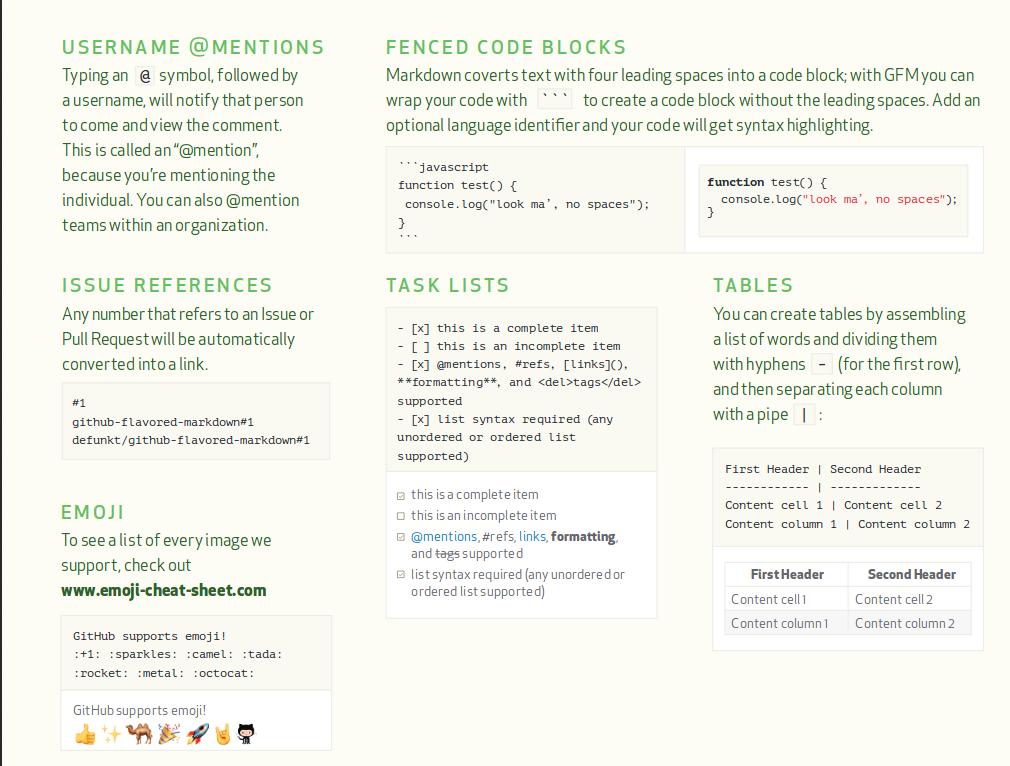 USERNAME @MENTIONS
Typing an @ symbol, followed by
a username, will notify that person
to come and view the comment.
This is called an “@mention”,
because you’re mentioning the
individual. You can also @mention
teams within an organization.
FENCED CODE BLOCKS
Markdown coverts text with four leading spaces into a code block; with GFM you can
wrap your code with ``` to create a code block without the leading spaces. Add an
optional language identifier and your code will get syntax highlighting.
```javascript
function test() {
 console.log("look ma’, no spaces");
}
```
function test() {
  console.log("look ma’, no spaces");
}
ISSUE REFERENCES
Any number that refers to an Issue or
Pull Request will be automatically
converted into a link.
#1
github-flavored-markdown#1
defunkt/github-flavored-markdown#1
EMOJI
To see a list of every image we
support, check out
www.emoji-cheat-sheet.com
GitHub supports emoji!
:+1: :sparkles: :camel: :tada:
:rocket: :metal: :octocat:
GitHub supports emoji!
TASK LISTS
- [x] this is a complete item
- [ ] this is an incomplete item
- [x] @mentions, #refs, [links](),
**formatting**, and <del>tags</del>
supported
- [x] list syntax required (any
unordered or ordered list
supported)
this is a complete item
this is an incomplete item
@mentions, #refs, links, formatting,
and tags supported
list syntax required (any unordered or
ordered list supported)
TABLES
You can create tables by assembling
a list of words and dividing them
with hyphens - (for the first row),
and then separating each column
with a pipe | :
First Header | Second Header
------------ | -------------
Content cell 1 | Content cell 2
Content column 1 | Content column 2
First Header Second Header
Content cell 1 Content cell 2
Content column 1 Content column 2